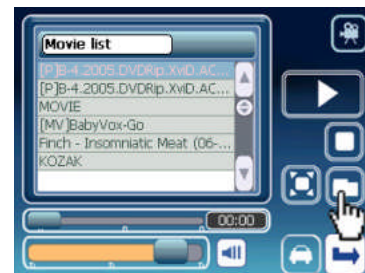 Movie list
[P]B-4.2005.DVDRip.XviD.AC...
[P]B-4.2005.DVDRip.XviD.AC...
MOVIE
[MV]BabyVox-Go
Finch - Insomniatic Meat (06-...
KOZAK
00:00